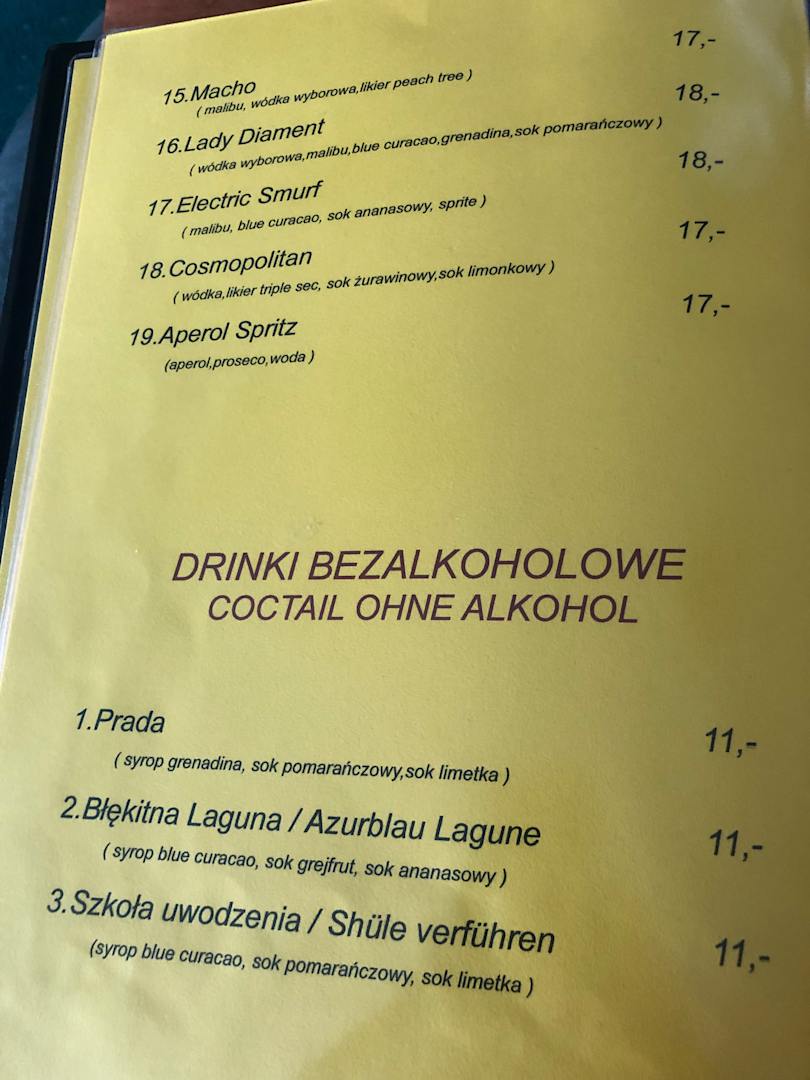 15.Macho 17,-
( malibu, wódka wyborowa,likier peach tree )
16.Lady Diament 18,-
( wódka wyborowa,malibu,blue curacao,grenadina,sok pomarańczowy )
17.Electric Smurf 18,-
( malibu, blue curacao, sok ananasowy, sprite )
18.Cosmopolitan 17,-
( wódka,likier triple sec, sok żurawinowy,sok limonkowy )
19.Aperol Spritz 17,-
(aperol,proseco,woda )
DRINKI BEZALKOHOLOWE
COCTAIL OHNE ALKOHOL
1.Prada 11,-
( syrop grenadina, sok pomarańczowy,sok limetka )
2.Błękitna Laguna / Azurblau Lagune 11,-
( syrop blue curacao, sok grejfrut, sok ananasowy )
3.Szkoła uwodzenia / Shüle verführen 11,-
(syrop blue curacao, sok pomarańczowy, sok limetka )